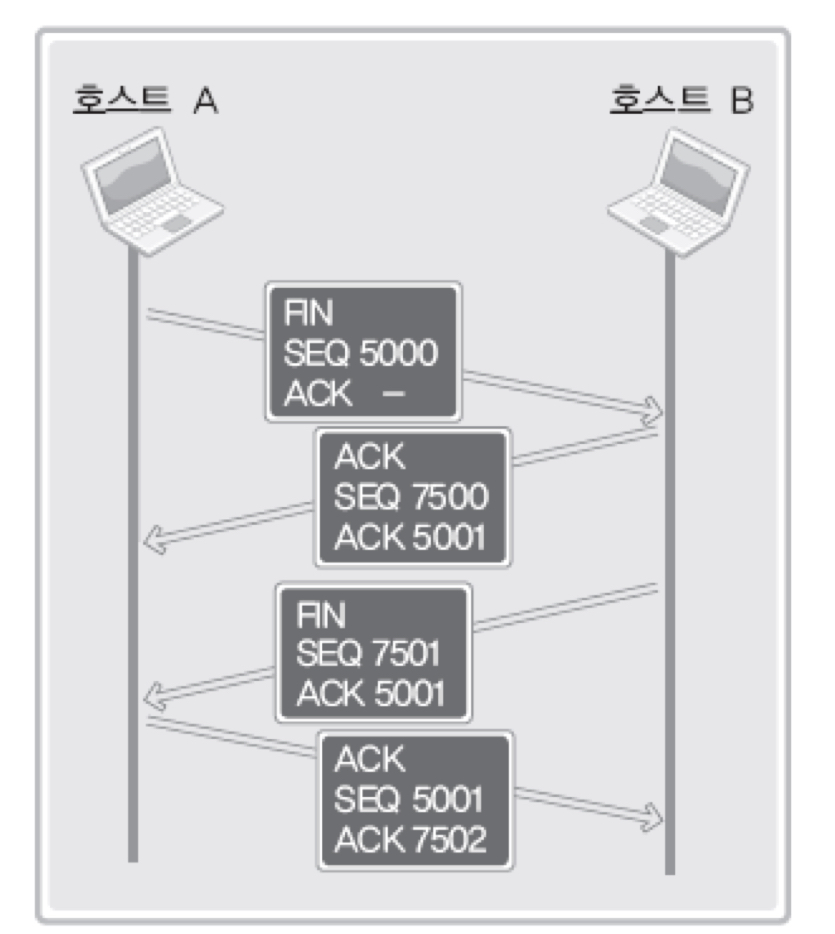 호스트 A
호스트 B
FIN
SEQ 5000
ACK –
ACK
SEQ 7500
ACK 5001
FIN
SEQ 7501
ACK 5001
ACK
SEQ 5001
ACK 7502